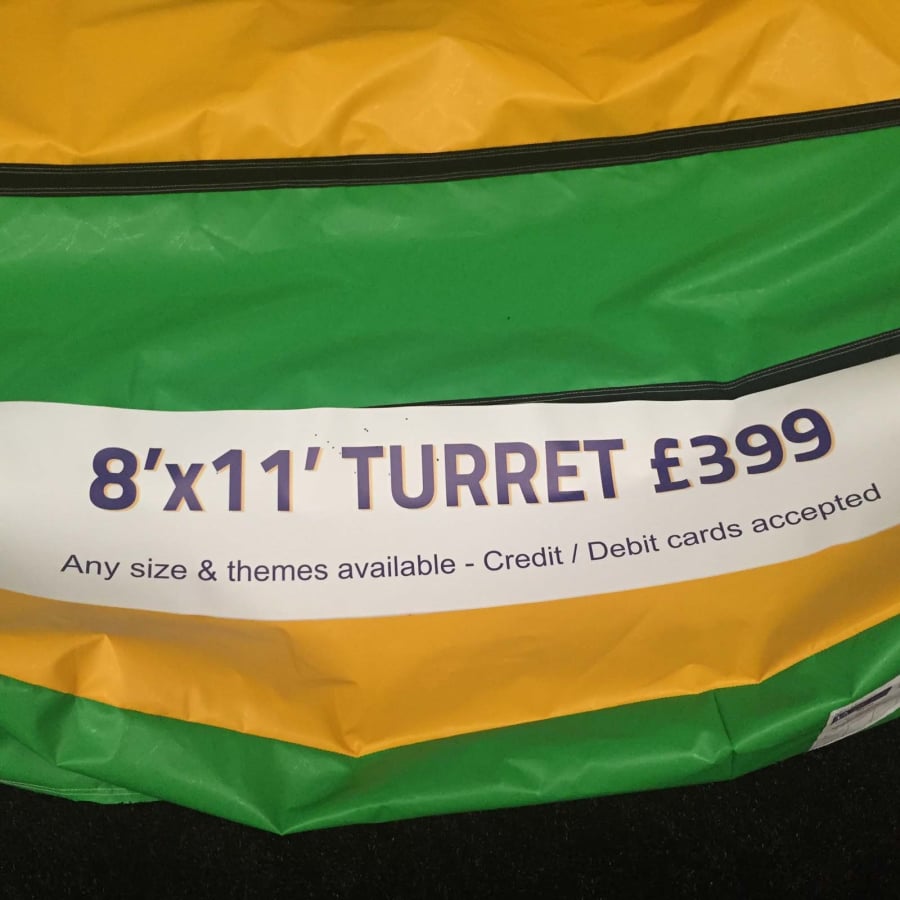 8'x11' TURRET £399
Any size & themes available - Credit / Debit cards accepted